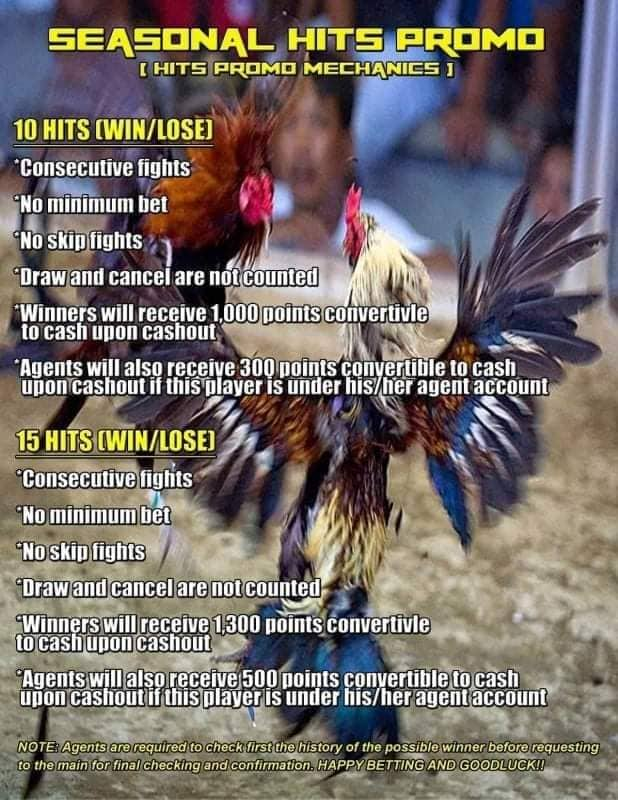 SEASONAL HITS PROMO
[ HITS PROMO MECHANICS ]
10 HITS (WIN/LOSE)
*Consecutive fights
*No minimum bet
*No skip fights
*Draw and cancel are not counted
*Winners will receive 1,000 points convertivle
to cash upon cashout
*Agents will also receive 300 points convertible to cash
upon cashout if this player is under his/her agent account
15 HITS (WIN/LOSE)
*Consecutive fights
*No minimum bet
*No skip fights
*Draw and cancel are not counted
*Winners will receive 1,300 points convertivle
to cash upon cashout
*Agents will also receive 500 points convertible to cash
upon cashout if this player is under his/her agent account
NOTE: Agents are required to check first the history of the possible winner before requesting
to the main for final checking and confirmation. HAPPY BETTING AND GOODLUCK!!